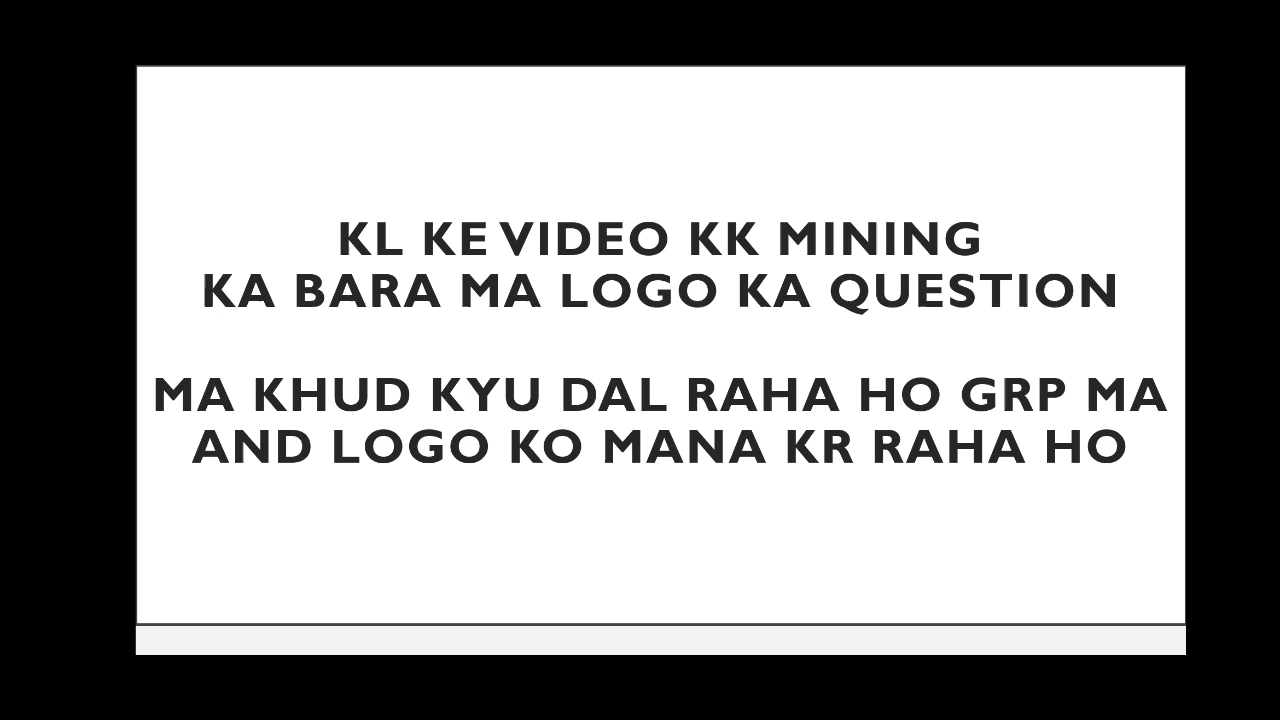 KL KE VIDEO KK MINING
KA BARA MA LOGO KA QUESTION
MA KHUD KYU DAL RAHA HO GRP MA
AND LOGO KO MANA KR RAHA HO